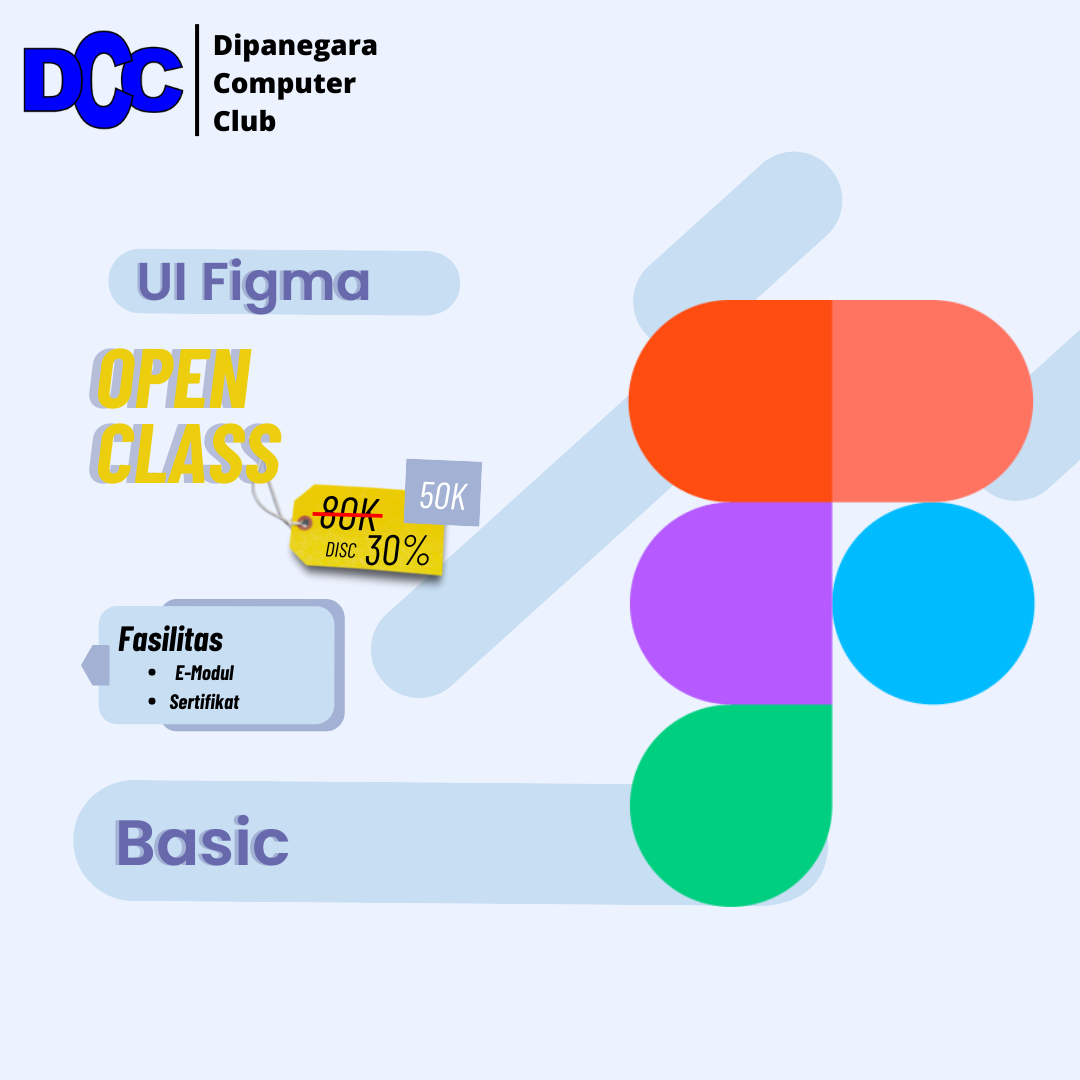 DCC
Dipanegara
Computer
Club
UI Figma
OPEN
CLASS
80K
50K
DISC 30%
Fasilitas
• E-Modul
• Sertifikat
Basic